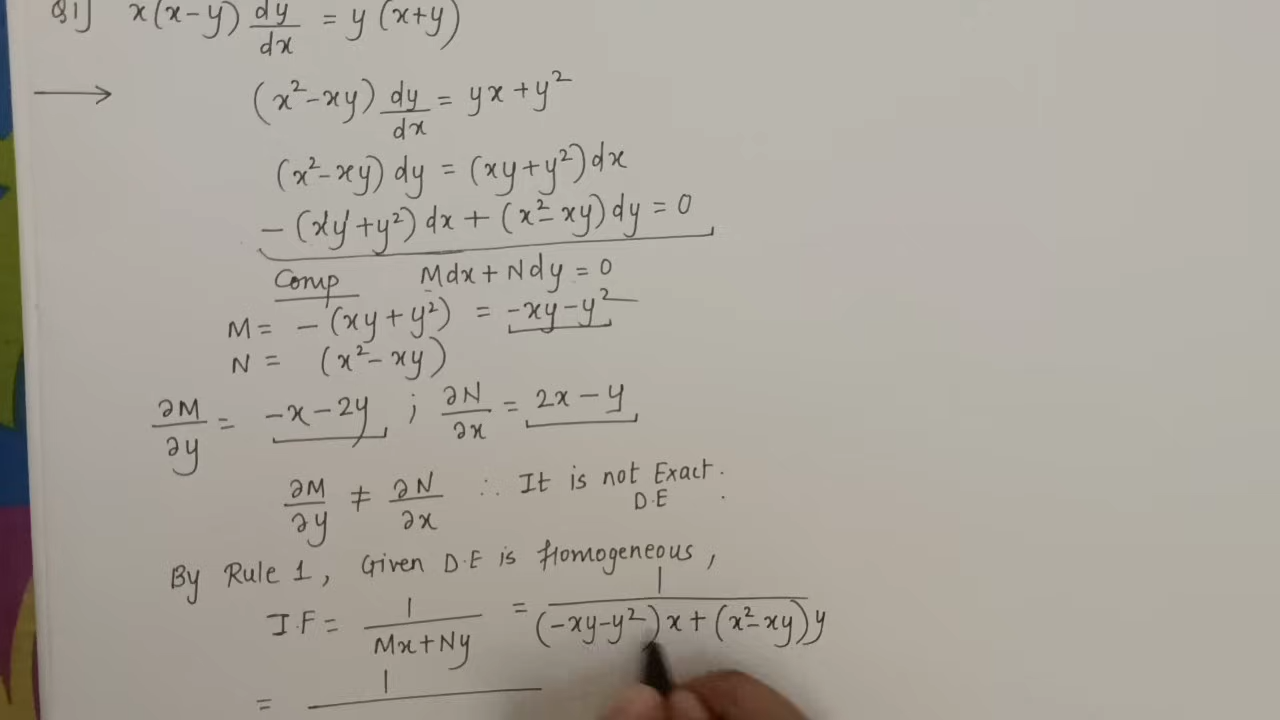 Q1] x(x-y) dy/dx = y(x+y)
→ (x²-xy) dy/dx = yx+y²
(x²-xy) dy = (xy+y²)dx
-(xy+y²)dx + (x²-xy)dy = 0
Comp Mdx+Ndy = 0
M = -(xy+y²) = -xy-y²
N = (x²-xy)
∂M/∂y = -x-2y ; ∂N/∂x = 2x-y
∂M/∂y ≠ ∂N/∂x ∴ It is not Exact.
D.E
By Rule 1, Given D.E is Homogeneous,
I.F = 1/(Mx+Ny) = 1/((-xy-y²)x+(x²-xy)y)
= 1/